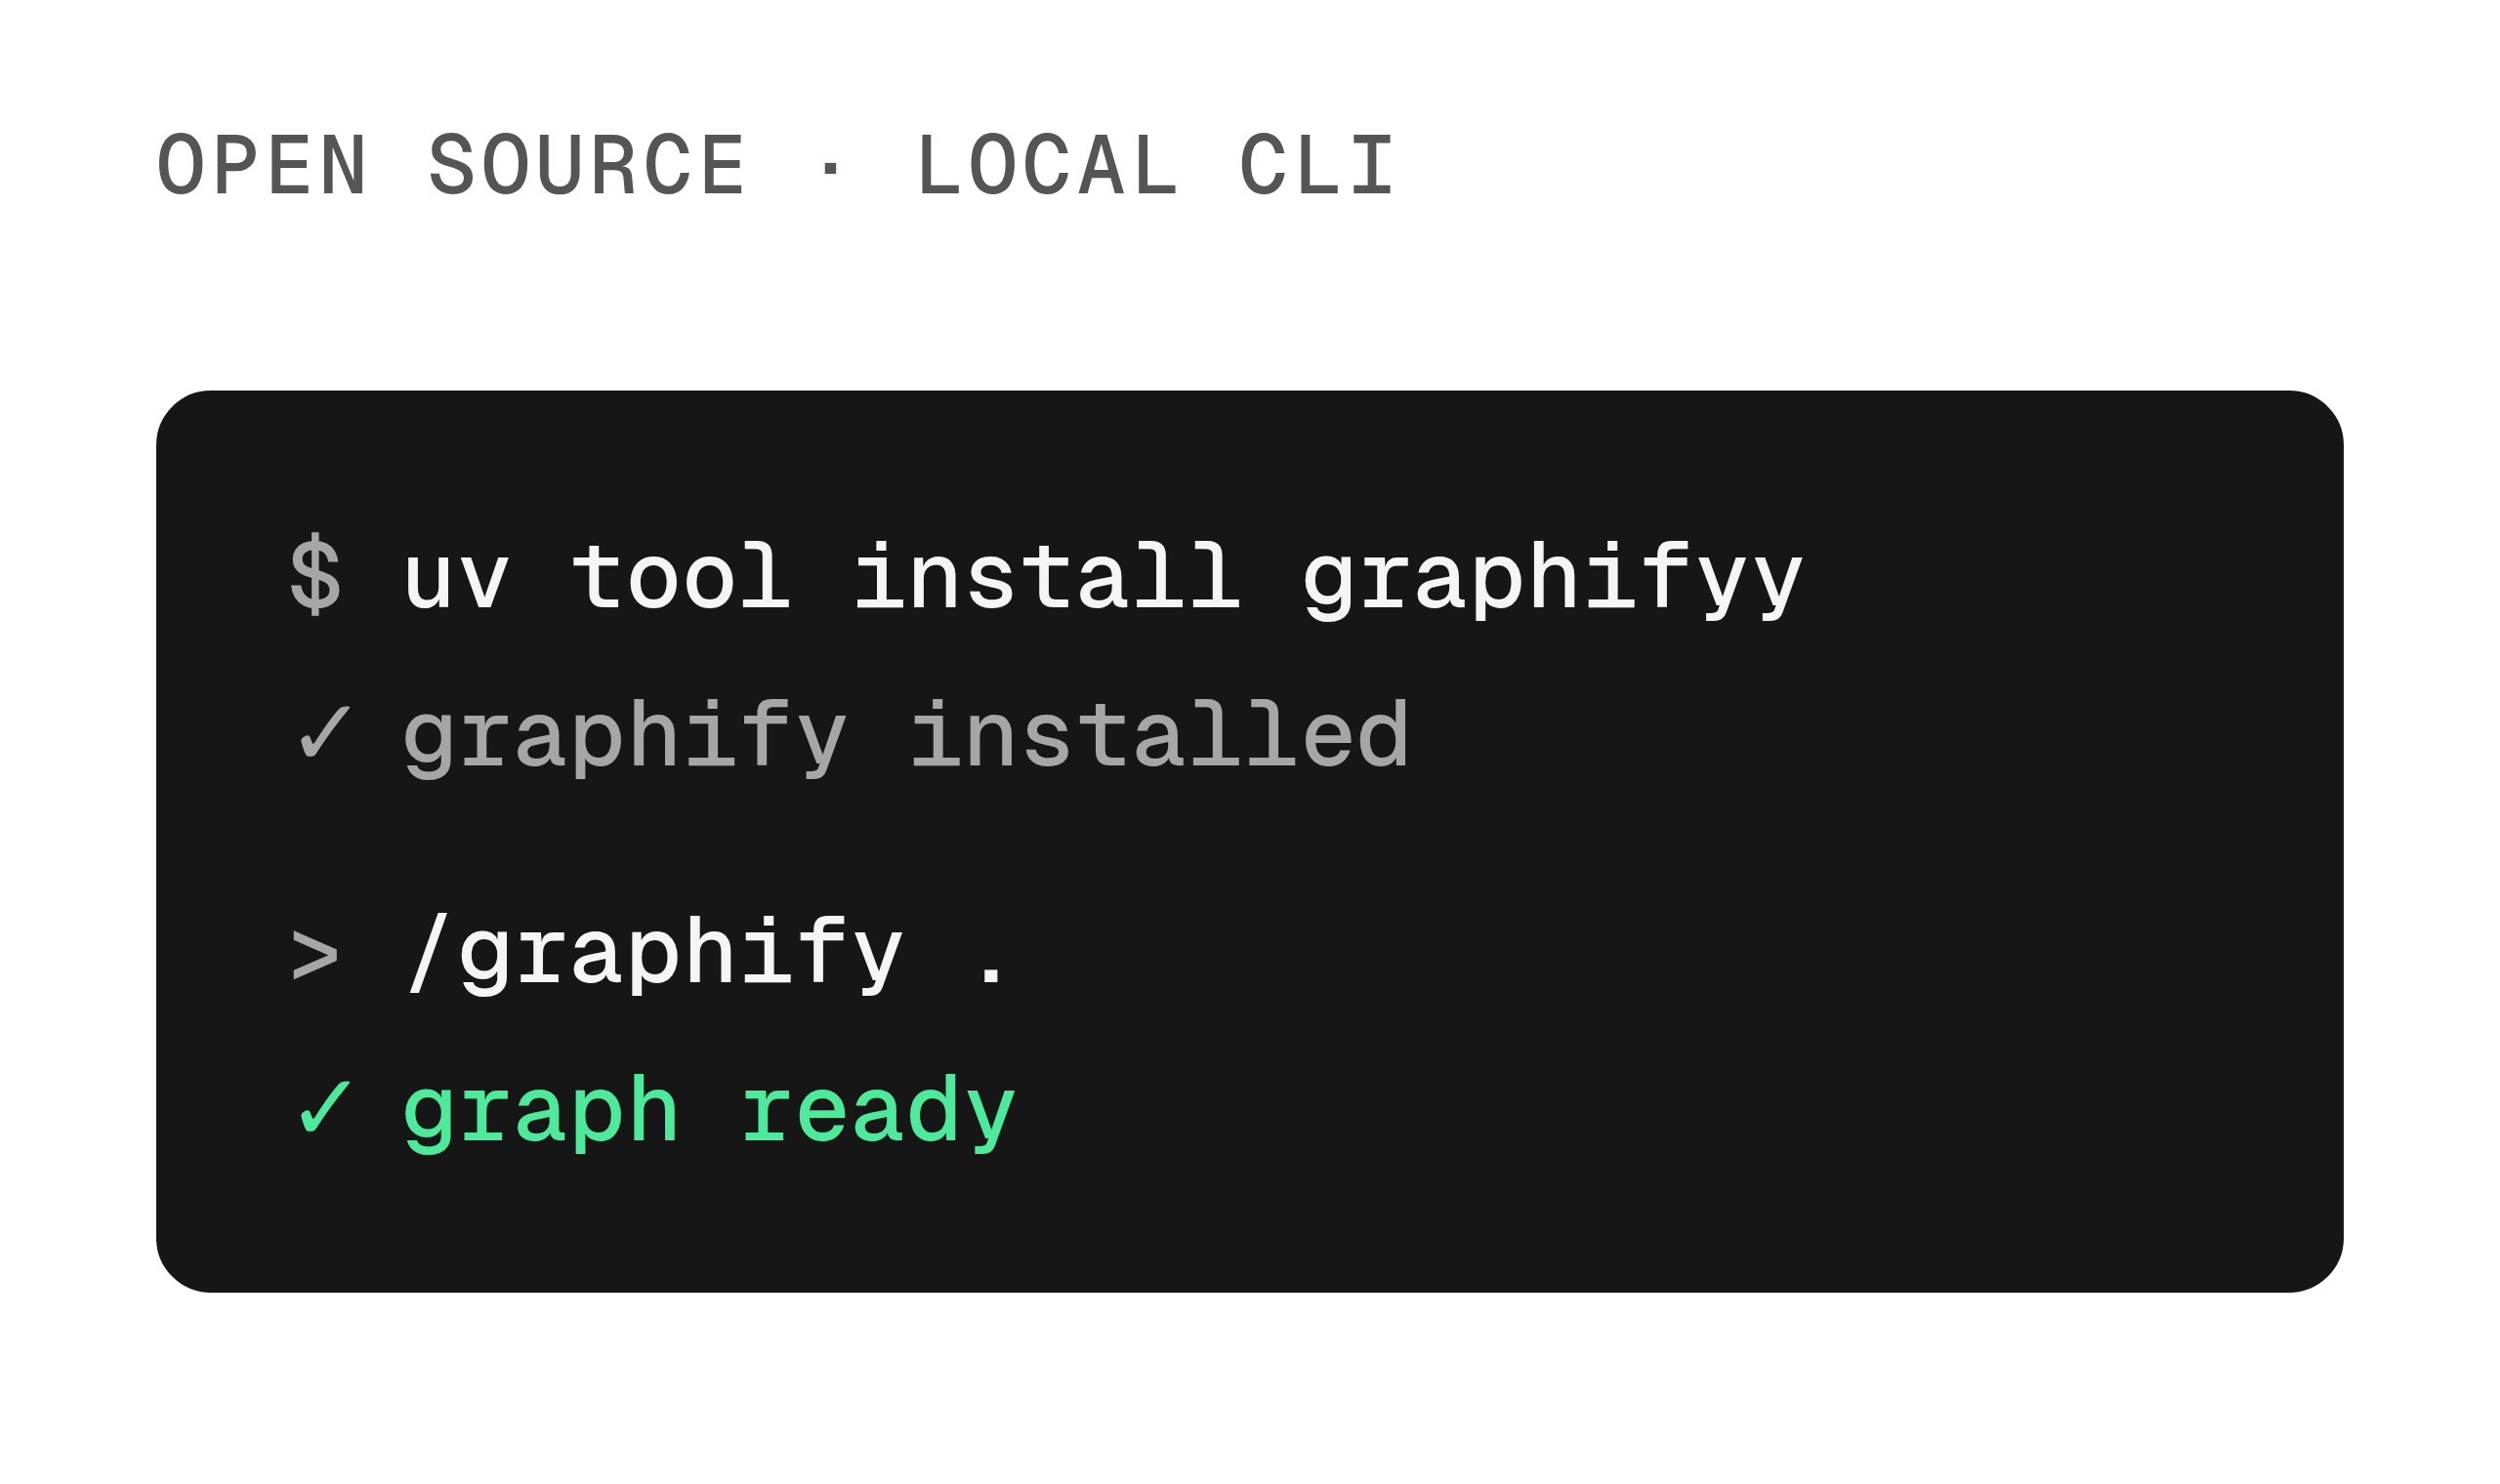 OPEN SOURCE · LOCAL CLI
$ uv tool install graphifyy
✓ graphify installed
> /graphify .
✓ graph ready